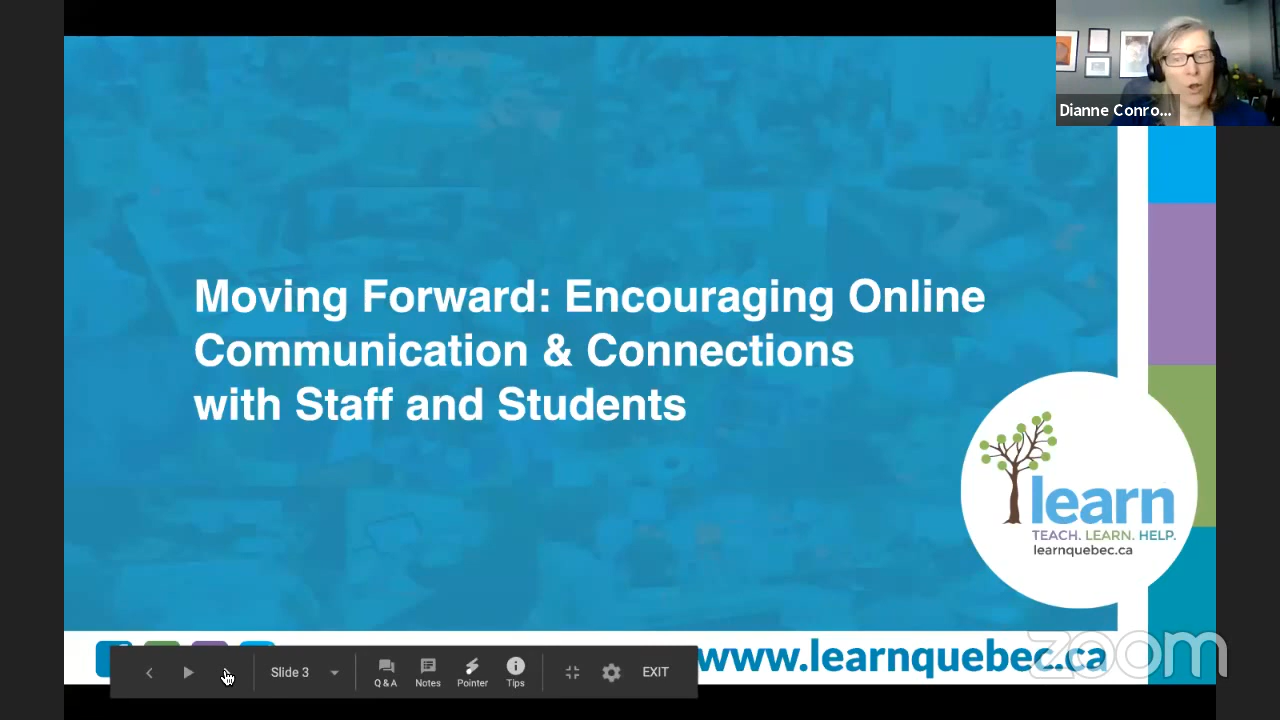 Dianne Conro...
Moving Forward: Encouraging Online
Communication & Connections
with Staff and Students
learn
TEACH. LEARN. HELP.
learnquebec.ca
www.learnquebec.ca
zoom
Slide 3
Q & A
Notes
Pointer
Tips
EXIT